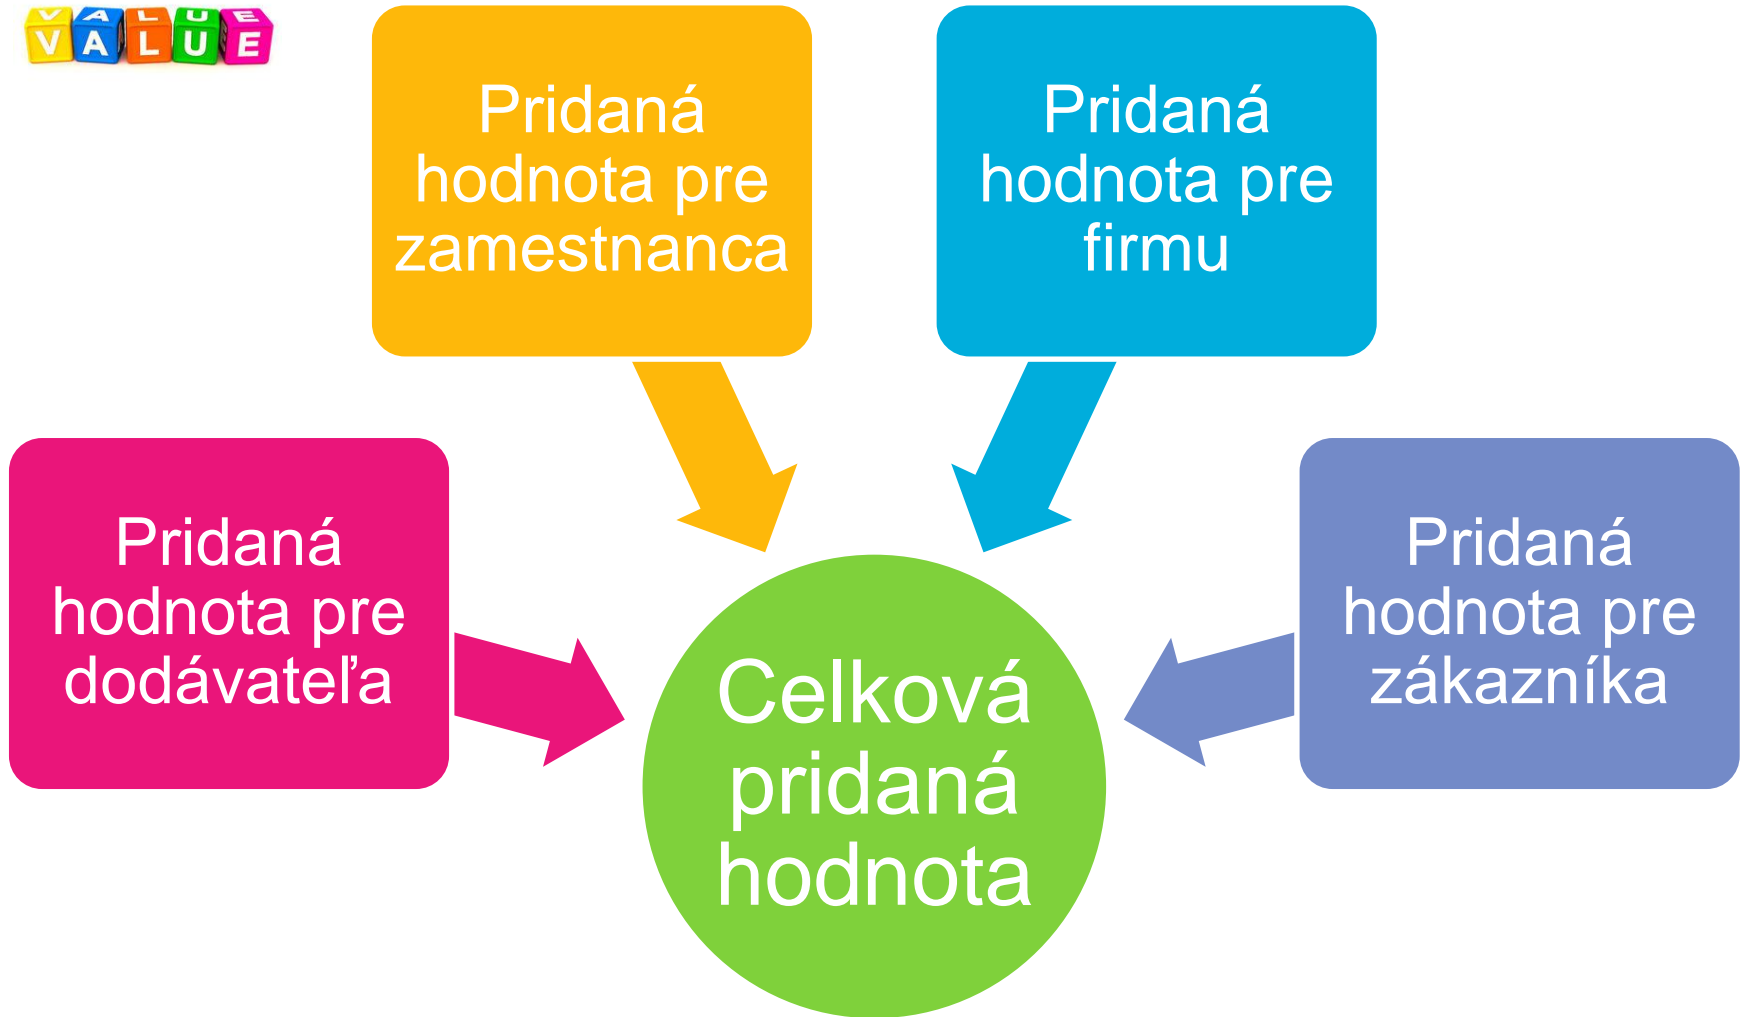 VALUE
VALUE
Pridaná
hodnota pre
zamestnanca
Pridaná
hodnota pre
firmu
Pridaná
hodnota pre
dodávateľa
Pridaná
hodnota pre
zákazníka
Celková
pridaná
hodnota